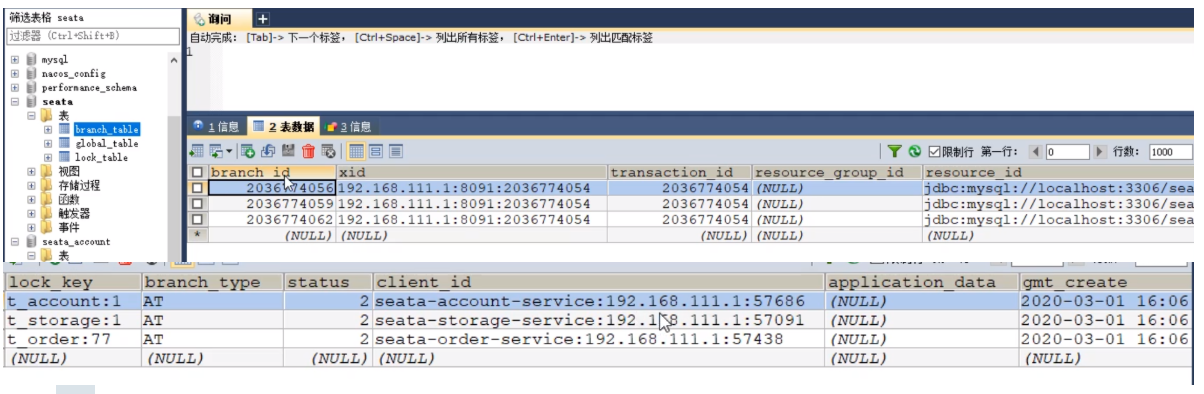 筛选表格 seata
过滤器 (Ctrl+Shift+B)
mysql
nacos_config
performance_schema
seata
表
branch_table
global_table
lock_table
视图
存储过程
函数
触发器
事件
seata_account
表
询问
自动完成: [Tab]-> 下一个标签, [Ctrl+Space]-> 列出所有标签, [Ctrl+Enter]-> 列出匹配标签
1
1 信息 2 表数据 3 信息
限制行 第一行: 0 行数: 1000
branch_id xid transaction_id resource_group_id resource_id
2036774056 192.168.111.1:8091:2036774054 2036774054 (NULL) jdbc:mysql://localhost:3306/sea
2036774059 192.168.111.1:8091:2036774054 2036774054 (NULL) jdbc:mysql://localhost:3306/sea
2036774062 192.168.111.1:8091:2036774054 2036774054 (NULL) jdbc:mysql://localhost:3306/sea
* (NULL) (NULL) (NULL) (NULL) (NULL)
lock_key branch_type status client_id application_data gmt_create
t_account:1 AT 2 seata-account-service:192.168.111.1:57686 (NULL) 2020-03-01 16:06
t_storage:1 AT 2 seata-storage-service:192.168.111.1:57091 (NULL) 2020-03-01 16:06
t_order:77 AT 2 seata-order-service:192.168.111.1:57438 (NULL) 2020-03-01 16:06
(NULL) (NULL) (NULL) (NULL) (NULL) (NULL)